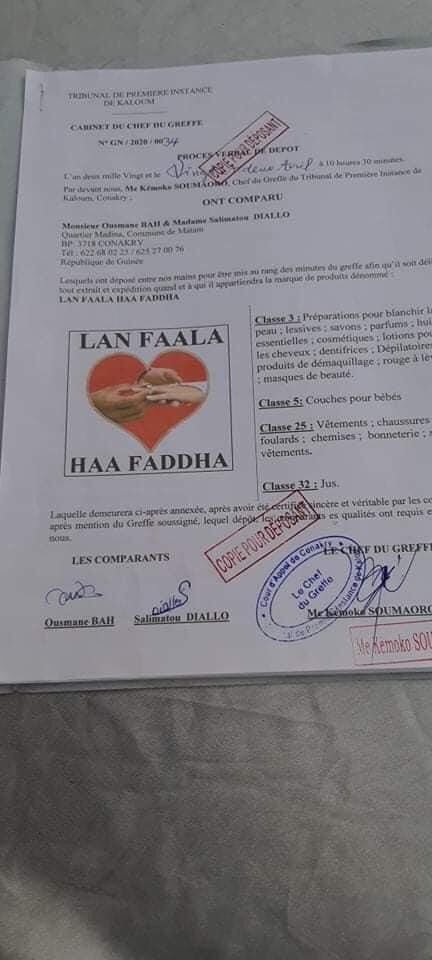 TRIBUNAL DE PREMIERE INSTANCE
DE KALOUM
CABINET DU CHEF DU GREFFE
N° GN / 2020 / 0034
COPIE POUR DEPOSANT
PROCES VERBAL DE DEPOT
L'an deux mille Vingt et le Vingt deux Avril à 10 heures 30 minutes.
Par devant nous, Me Kémoko SOUMAORO, Chef du Greffe du Tribunal de Première Instance de
Kaloum, Conakry ;
ONT COMPARU
Monsieur Ousmane BAH & Madame Salimatou DIALLO
Quartier Madina, Commune de Matam
BP: 3718 CONAKRY
Tél : 622 68 02 23 / 625 27 00 76
République de Guinée
Lesquels ont déposé entre nos mains pour être mis au rang des minutes du greffe afin qu'il soit
tout extrait et expédition quand et à qui il appartiendra la marque de produits dénommé :
LAN FAALA HAA FADDHA
LAN FAALA
HAA FADDHA
Classe 3 : Préparations pour blanchir
peau ; lessives ; savons ; parfums ;
essentielles ; cosmétiques ; lotions
les cheveux ; dentifrices ; Dépilatoires
produits de démaquillage ; rouge à
; masques de beauté.
Classe 5: Couches pour bébés
Classe 25 : Vêtements ; chaussures
foulards ; chemises ; bonneterie ;
vêtements.
Classe 32 : Jus.
Laquelle demeurera ci-après annexée, après avoir été certifiée sincère et véritable par les
après mention du Greffe soussigné, lequel dépôt, les comparants es qualités ont requis
nous.
COPIE POUR DEPOSANT
LES COMPARANTS
LE CHEF DU GREFFE
Cour d'Appel de Conakry
Le Chef
du Greffe
Diallo S
Ousmane BAH
Salimatou DIALLO
Me Kémoko SOUMAORO
Me Kémoko